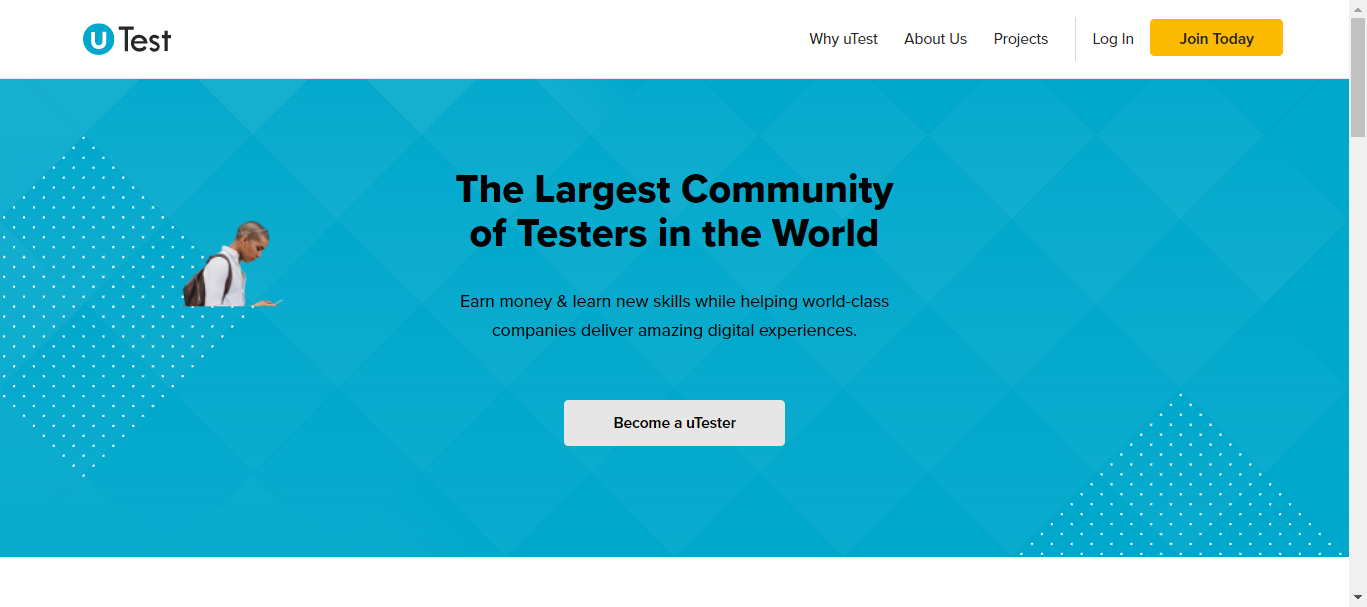 uTest
Why uTest
About Us
Projects
Log In
Join Today
The Largest Community
of Testers in the World
Earn money & learn new skills while helping world-class
companies deliver amazing digital experiences.
Become a uTester